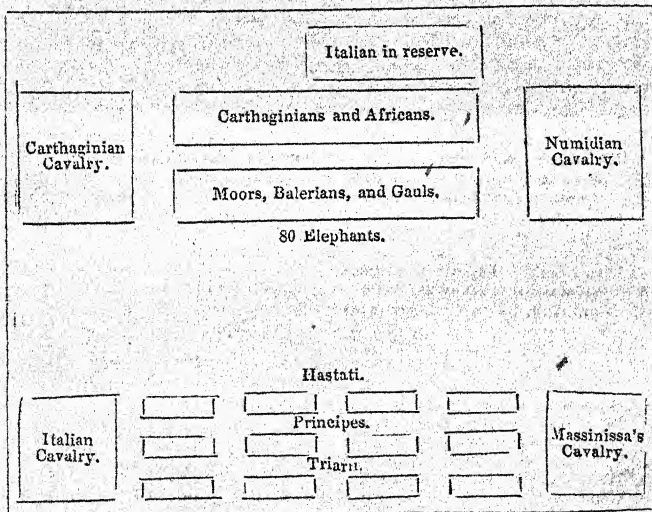 Italian in reserve.
Carthaginians and Africans.
Carthaginian
Cavalry.
Numidian
Cavalry.
Moors, Balerians, and Gauls.
80 Elephants.
Hastati.
Principes.
Italian
Cavalry.
Massinissa's
Cavalry.
Triarii.